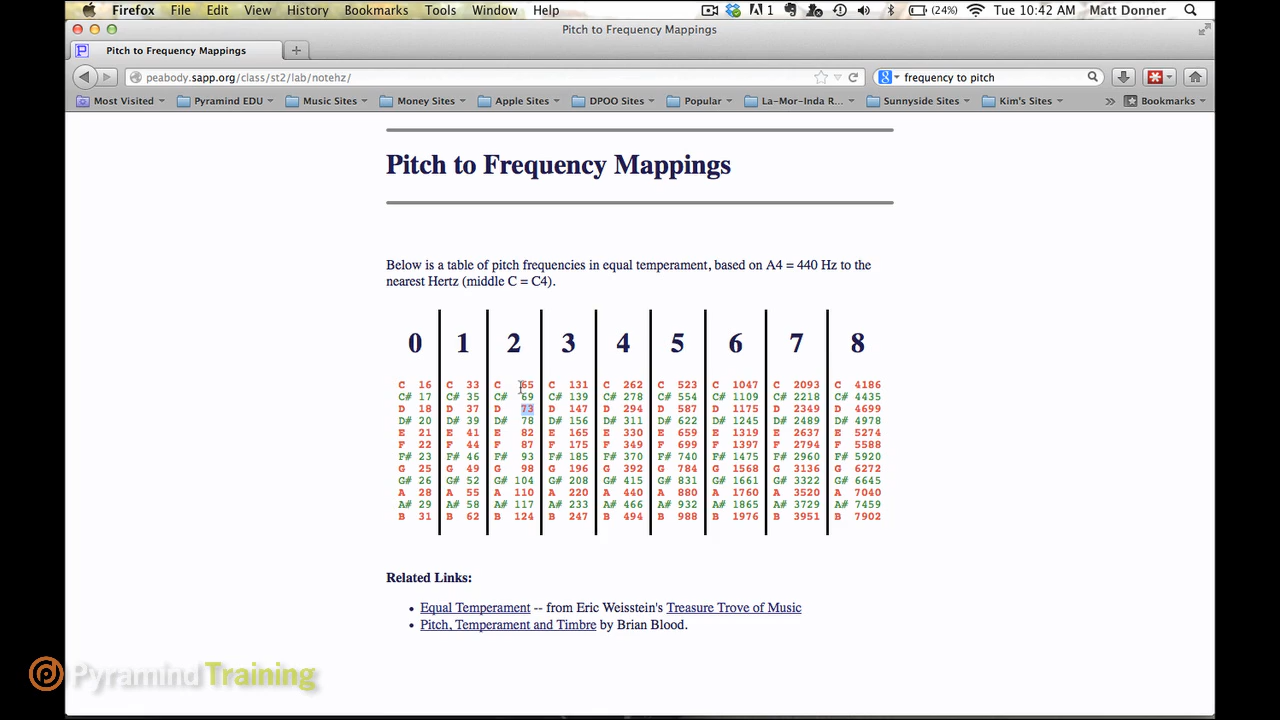 Firefox File Edit View History Bookmarks Tools Window Help 1 (24%) Tue 10:42 AM Matt Donner
Pitch to Frequency Mappings
Pitch to Frequency Mappings +
peabody.sapp.org/class/st2/lab/notehz/ frequency to pitch
Most Visited Pyramind EDU Music Sites Money Sites Apple Sites DPOO Sites Popular La-Mor-Inda R... Sunnyside Sites Kim's Sites » Bookmarks
Pitch to Frequency Mappings
Below is a table of pitch frequencies in equal temperament, based on A4 = 440 Hz to the
nearest Hertz (middle C = C4).
0 1 2 3 4 5 6 7 8
C 16 C 33 C 65 C 131 C 262 C 523 C 1047 C 2093 C 4186
C# 17 C# 35 C# 69 C# 139 C# 278 C# 554 C# 1109 C# 2218 C# 4435
D 18 D 37 D 73 D 147 D 294 D 587 D 1175 D 2349 D 4699
D# 20 D# 39 D# 78 D# 156 D# 311 D# 622 D# 1245 D# 2489 D# 4978
E 21 E 41 E 82 E 165 E 330 E 659 E 1319 E 2637 E 5274
F 22 F 44 F 87 F 175 F 349 F 699 F 1397 F 2794 F 5588
F# 23 F# 46 F# 93 F# 185 F# 370 F# 740 F# 1475 F# 2960 F# 5920
G 25 G 49 G 98 G 196 G 392 G 784 G 1568 G 3136 G 6272
G# 26 G# 52 G# 104 G# 208 G# 415 G# 831 G# 1661 G# 3322 G# 6645
A 28 A 55 A 110 A 220 A 440 A 880 A 1760 A 3520 A 7040
A# 29 A# 58 A# 117 A# 233 A# 466 A# 932 A# 1865 A# 3729 A# 7459
B 31 B 62 B 124 B 247 B 494 B 988 B 1976 B 3951 B 7902
Related Links:
• Equal Temperament -- from Eric Weisstein's Treasure Trove of Music
• Pitch, Temperament and Timbre by Brian Blood.
Pyramind Training